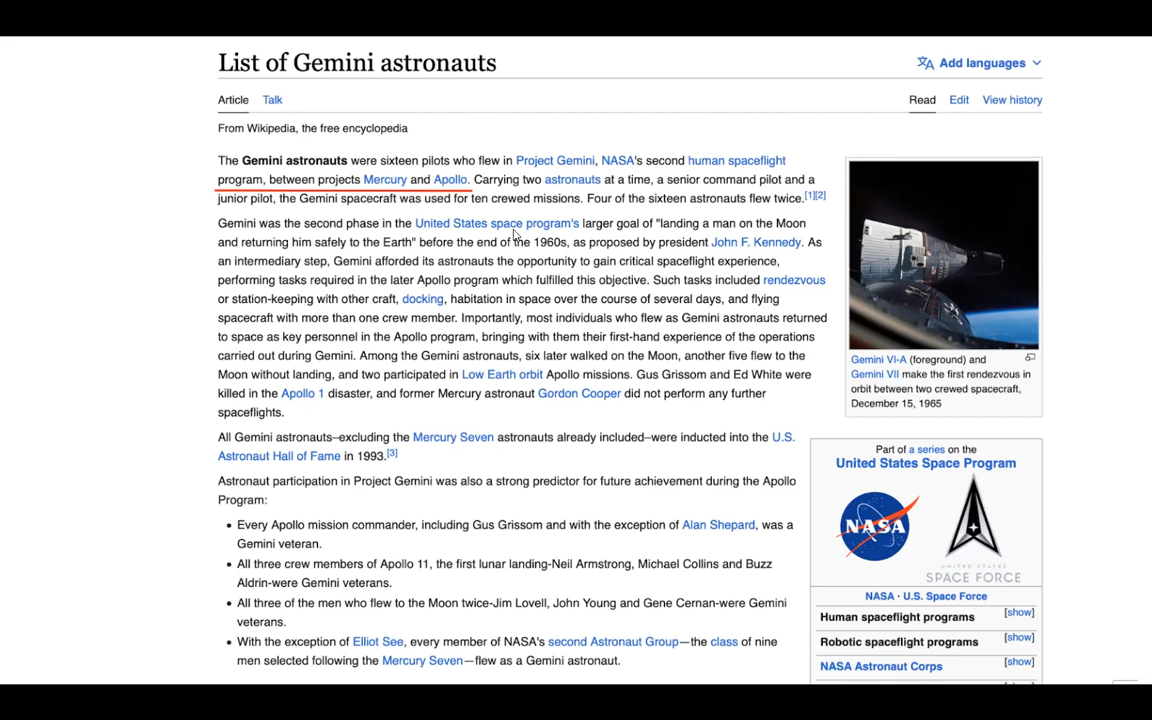 List of Gemini astronauts
Add languages
Article Talk
Read Edit View history
From Wikipedia, the free encyclopedia
The Gemini astronauts were sixteen pilots who flew in Project Gemini, NASA's second human spaceflight
program, between projects Mercury and Apollo. Carrying two astronauts at a time, a senior command pilot and a
junior pilot, the Gemini spacecraft was used for ten crewed missions. Four of the sixteen astronauts flew twice.[1][2]
Gemini was the second phase in the United States space program's larger goal of "landing a man on the Moon
and returning him safely to the Earth" before the end of the 1960s, as proposed by president John F. Kennedy. As
an intermediary step, Gemini afforded its astronauts the opportunity to gain critical spaceflight experience,
performing tasks required in the later Apollo program which fulfilled this objective. Such tasks included rendezvous
or station-keeping with other craft, docking, habitation in space over the course of several days, and flying
spacecraft with more than one crew member. Importantly, most individuals who flew as Gemini astronauts returned
to space as key personnel in the Apollo program, bringing with them their first-hand experience of the operations
carried out during Gemini. Among the Gemini astronauts, six later walked on the Moon, another five flew to the
Moon without landing, and two participated in Low Earth orbit Apollo missions. Gus Grissom and Ed White were
killed in the Apollo 1 disaster, and former Mercury astronaut Gordon Cooper did not perform any further
spaceflights.
All Gemini astronauts–excluding the Mercury Seven astronauts already included–were inducted into the U.S.
Astronaut Hall of Fame in 1993.[3]
Astronaut participation in Project Gemini was also a strong predictor for future achievement during the Apollo
Program:
• Every Apollo mission commander, including Gus Grissom and with the exception of Alan Shepard, was a
Gemini veteran.
• All three crew members of Apollo 11, the first lunar landing-Neil Armstrong, Michael Collins and Buzz
Aldrin-were Gemini veterans.
• All three of the men who flew to the Moon twice-Jim Lovell, John Young and Gene Cernan-were Gemini
veterans.
• With the exception of Elliot See, every member of NASA's second Astronaut Group—the class of nine
men selected following the Mercury Seven—flew as a Gemini astronaut.
Gemini VI-A (foreground) and
Gemini VII make the first rendezvous in
orbit between two crewed spacecraft,
December 15, 1965
Part of a series on the
United States Space Program
NASA
UNITED STATES
SPACE FORCE
NASA · U.S. Space Force
Human spaceflight programs [show]
Robotic spaceflight programs [show]
NASA Astronaut Corps [show]